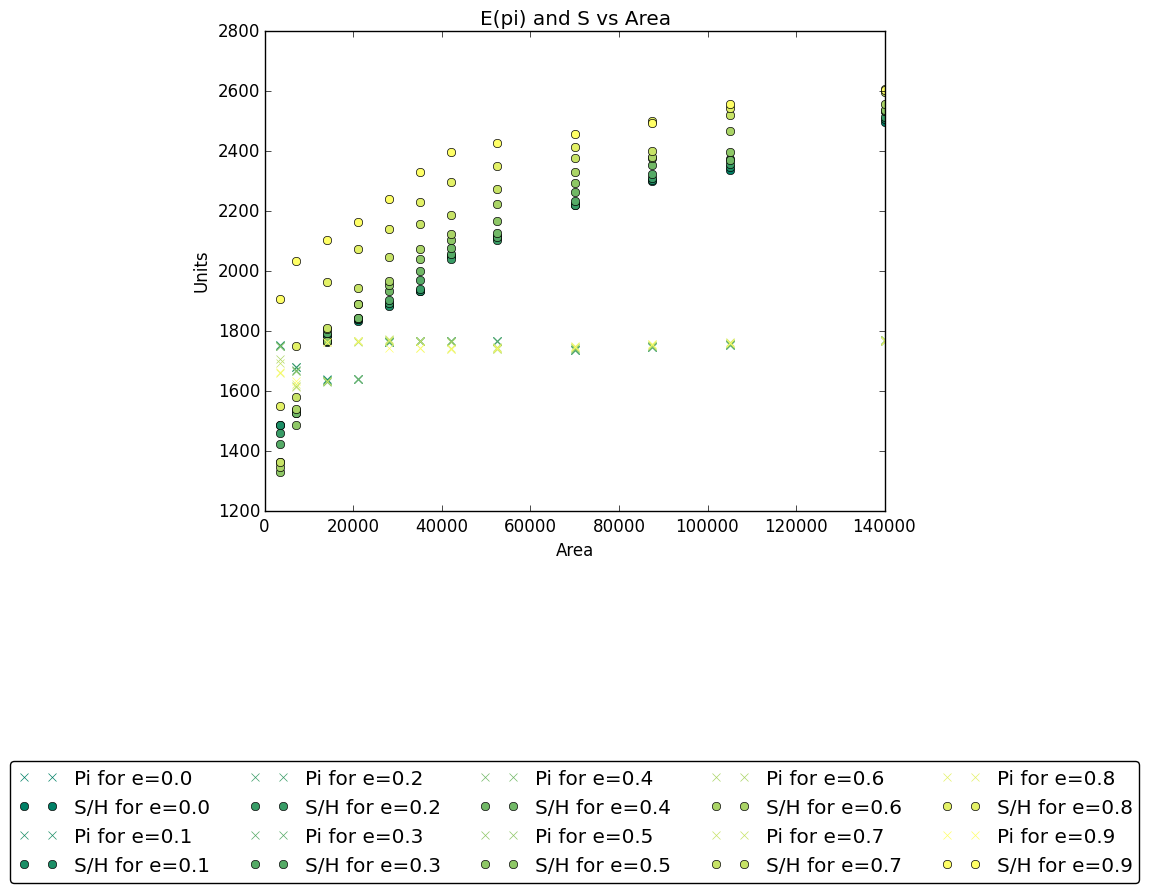 E(pi) and S vs Area
2800
2600
2400
2200
2000
1800
1600
1400
1200
Units
0 20000 40000 60000 80000 100000 120000 140000
Area
Pi for e=0.0 Pi for e=0.2 Pi for e=0.4 Pi for e=0.6 Pi for e=0.8
S/H for e=0.0 S/H for e=0.2 S/H for e=0.4 S/H for e=0.6 S/H for e=0.8
Pi for e=0.1 Pi for e=0.3 Pi for e=0.5 Pi for e=0.7 Pi for e=0.9
S/H for e=0.1 S/H for e=0.3 S/H for e=0.5 S/H for e=0.7 S/H for e=0.9